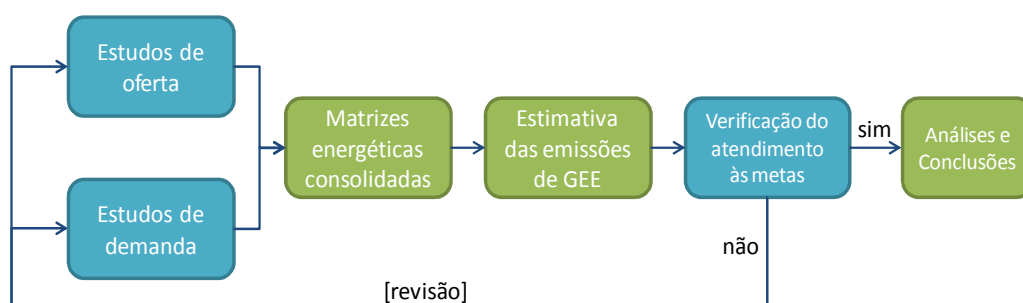 Estudos de
oferta
Estudos de
demanda
Matrizes
energéticas
consolidadas
Estimativa
das emissões
de GEE
Verificação do
atendimento
às metas
sim
não
Análises e
Conclusões
[revisão]